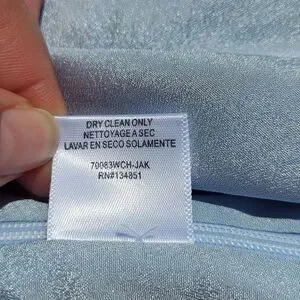 DRY CLEAN ONLY
NETTOYAGE A SEC
LAVAR EN SECO SOLAMENTE
79083WCH-JAK
RN#134851